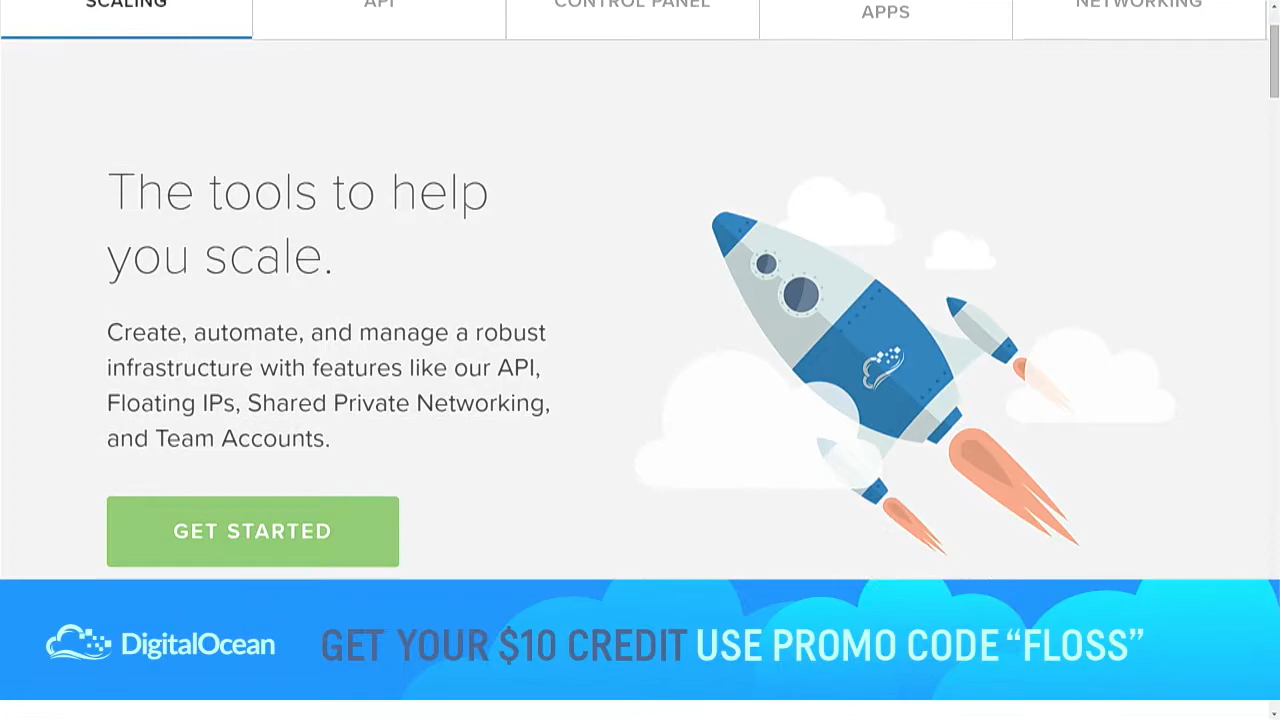 SCALING
API
CONTROL PANEL
APPS
NETWORKING
The tools to help
you scale.
Create, automate, and manage a robust
infrastructure with features like our API,
Floating IPs, Shared Private Networking,
and Team Accounts.
GET STARTED
DigitalOcean
GET YOUR $10 CREDIT USE PROMO CODE “FLOSS”